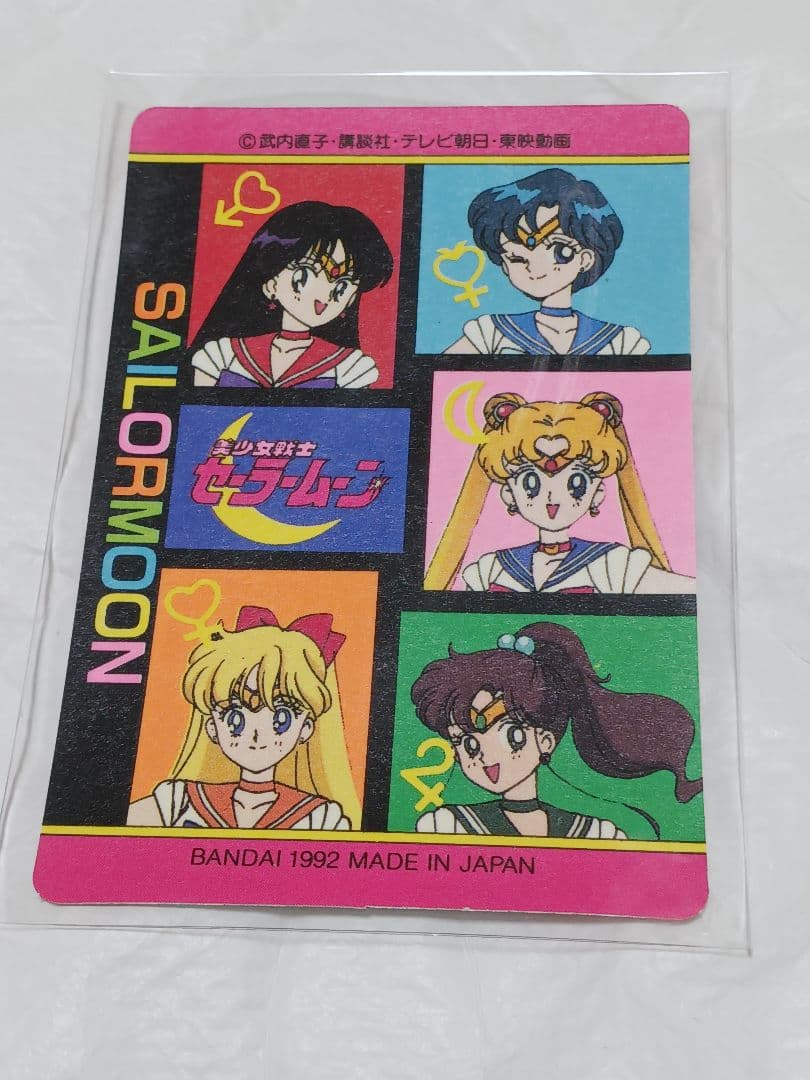 ©武内直子・講談社・テレビ朝日・東映動画
SAILORMOON
美少女戦士
セーラームーン
BANDAI 1992 MADE IN JAPAN